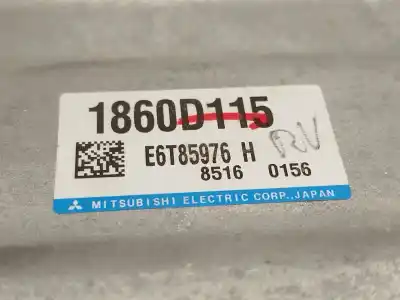 1860D115
E6T85976 H
8516 0156
MITSUBISHI ELECTRIC CORP., JAPAN